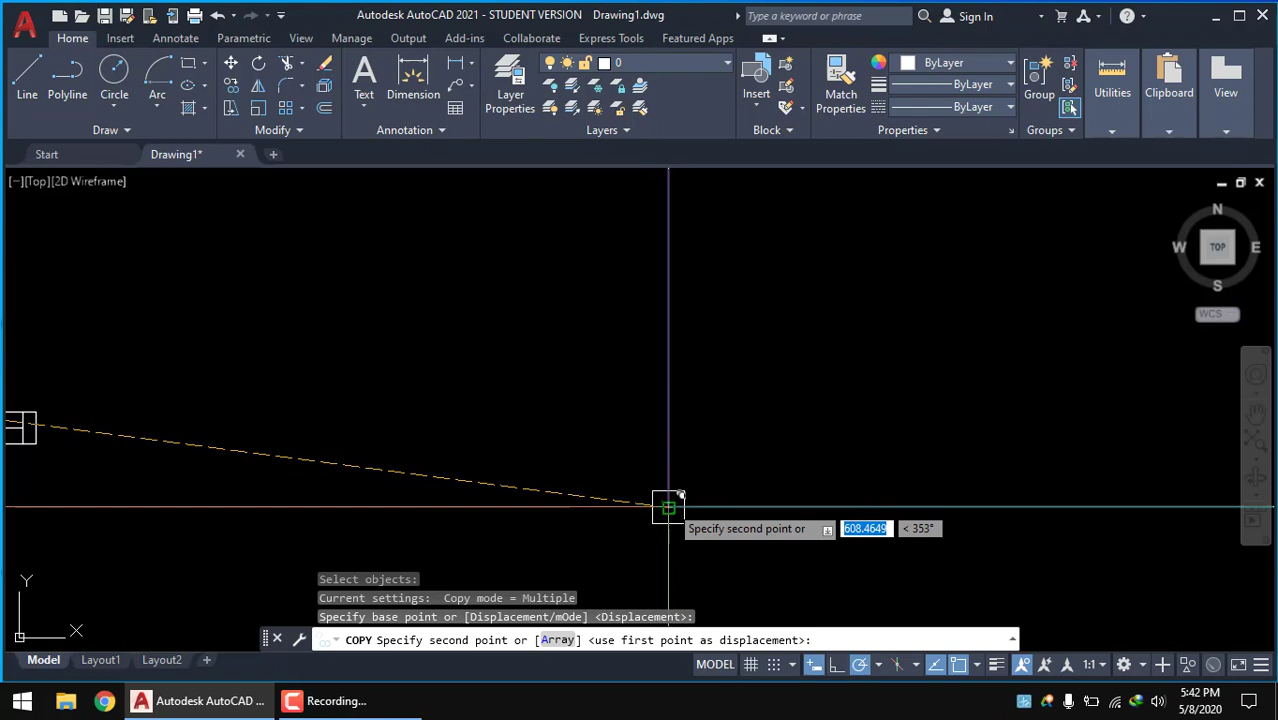 Autodesk AutoCAD 2021 - STUDENT VERSION Drawing1.dwg
Type a keyword or phrase
Sign In
Home Insert Annotate Parametric View Manage Output Add-ins Collaborate Express Tools Featured Apps
Line
Polyline
Circle
Arc
Text
Dimension
Layer
Properties
0
Insert
Match
Properties
ByLayer
ByLayer
ByLayer
Group
Utilities
Clipboard
View
Draw
Modify
Annotation
Layers
Block
Properties
Groups
Start
Drawing1*
[−][Top][2D Wireframe]
N
W
TOP
E
S
WCS
Specify second point or
608.4649
< 353°
Y
X
Select objects:
Current settings: Copy mode = Multiple
Specify base point or [Displacement/mOde] <Displacement>:
COPY Specify second point or [Array] <use first point as displacement>:
Model
Layout1
Layout2
MODEL
1:1
Autodesk AutoCAD ...
Recording...
5:42 PM
5/8/2020